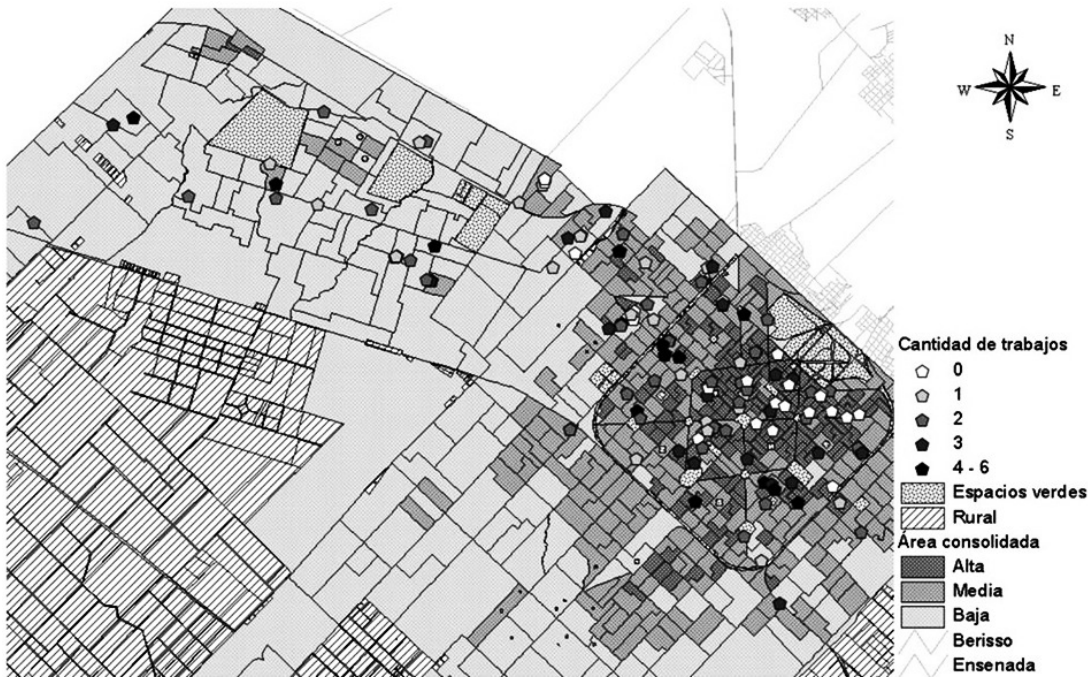 N
W E
S
Cantidad de trabajos
0
1
2
3
4 - 6
Espacios verdes
Rural
Área consolidada
Alta
Media
Baja
Berisso
Ensenada